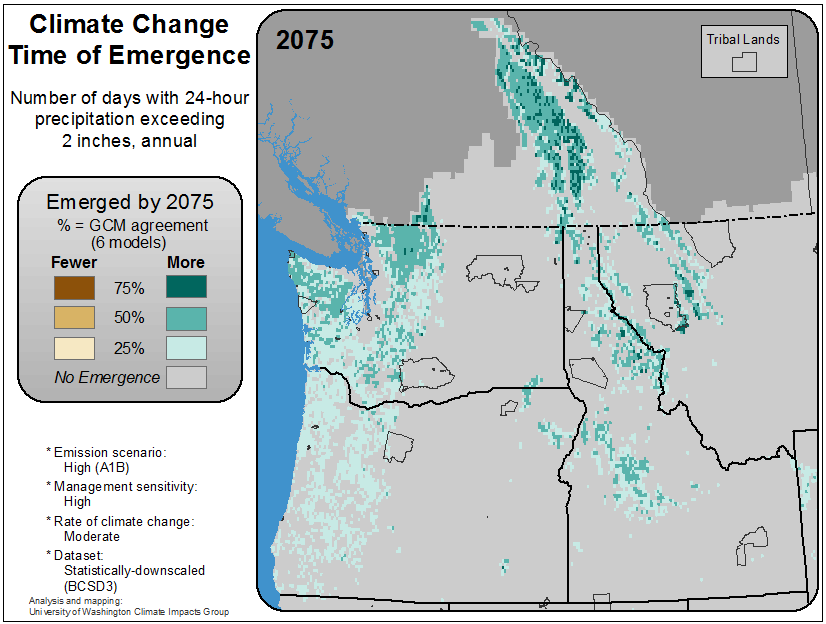 Climate Change
Time of Emergence
Number of days with 24-hour
precipitation exceeding
2 inches, annual
Emerged by 2075
% = GCM agreement
(6 models)
Fewer More
75%
50%
25%
No Emergence
* Emission scenario:
High (A1B)
* Management sensitivity:
High
* Rate of climate change:
Moderate
* Dataset:
Statistically-downscaled
(BCSD3)
Analysis and mapping:
University of Washington Climate Impacts Group
2075
Tribal Lands